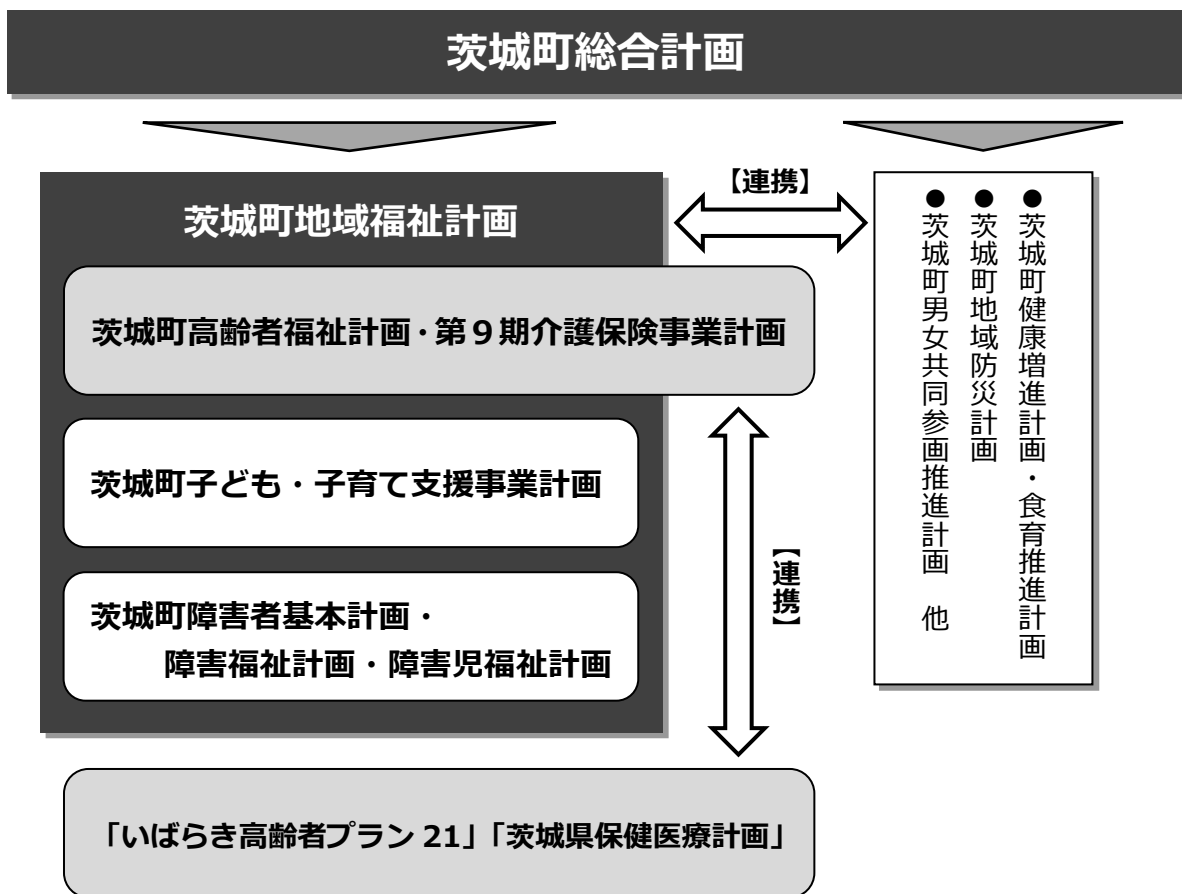 茨城町総合計画
【連携】
茨城町地域福祉計画
茨城町高齢者福祉計画・第９期介護保険事業計画
茨城町子ども・子育て支援事業計画
茨城町障害者基本計画・
障害福祉計画・障害児福祉計画
【連携】
●茨城町健康増進計画・食育推進計画
●茨城町地域防災計画
●茨城町男女共同参画推進計画　他
「いばらき高齢者プラン 21」「茨城県保健医療計画」